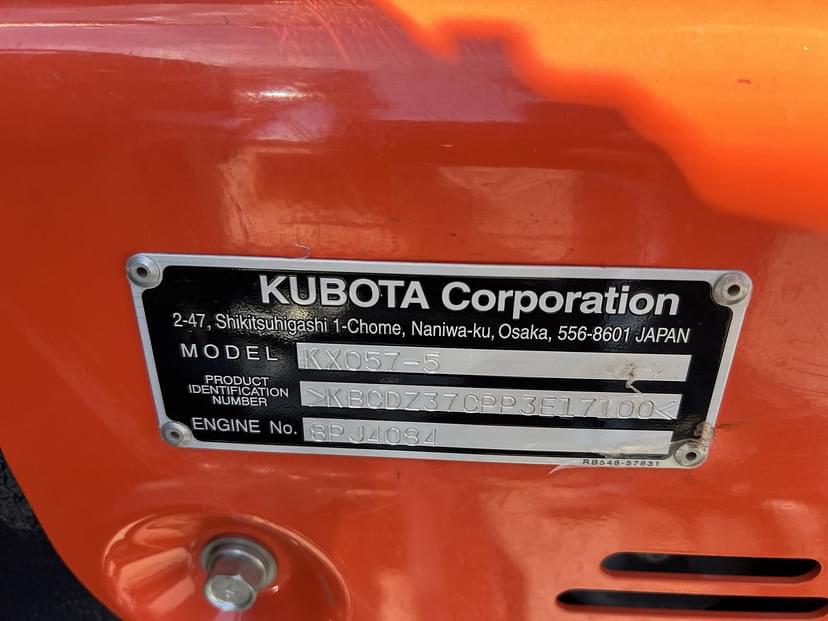 KUBOTA Corporation
2-47, Shikitsuhigashi 1-Chome, Naniwa-ku, Osaka, 556-8601 JAPAN
MODEL KX057-5
PRODUCT IDENTIFICATION NUMBER >KBCDZ37CPP3E17100<
ENGINE No. 8PJ4084
RB548-57831